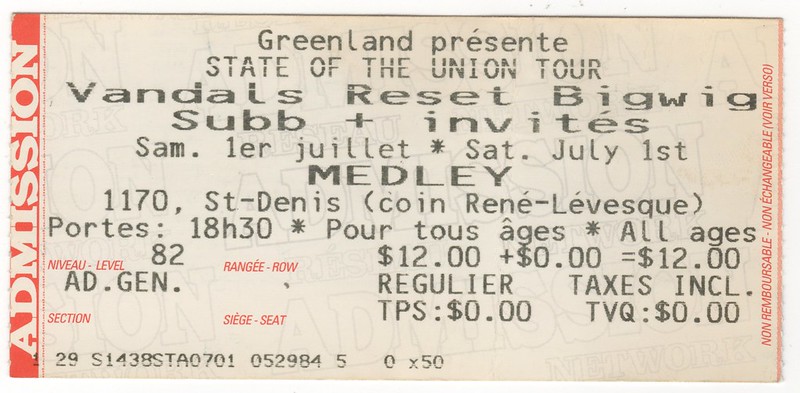 Greenland présente
STATE OF THE UNION TOUR
Vandals Reset Bigwig
Subb + invités
Sam. 1er juillet * Sat. July 1st
MEDLEY
1170, St-Denis (coin René-Lévesque)
Portes: 18h30 * Pour tous âges * All ages
NIVEAU - LEVEL 82 RANGÉE - ROW $12.00 +$0.00 =$12.00
AD.GEN. REGULIER TAXES INCL.
SECTION SIÈGE - SEAT TPS:$0.00 TVQ:$0.00
1 29 S1438STA0701 052984 5 0 x50
ADMISSION
NON REMBOURSABLE - NON ÉCHANGEABLE (VOIR VERSO)
ADMISSION
RÉSEAU
NETWORK